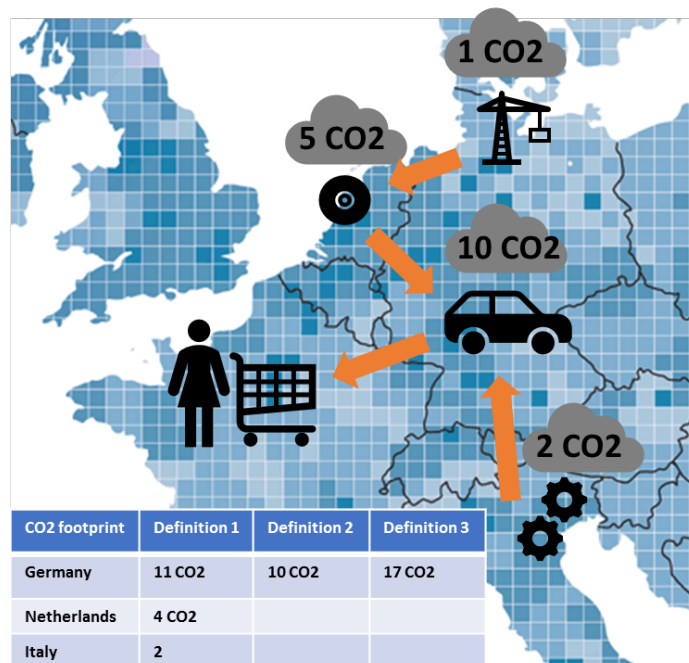 1 CO2
5 CO2
10 CO2
2 CO2
CO2 footprint Definition 1 Definition 2 Definition 3
Germany 11 CO2 10 CO2 17 CO2
Netherlands 4 CO2
Italy 2